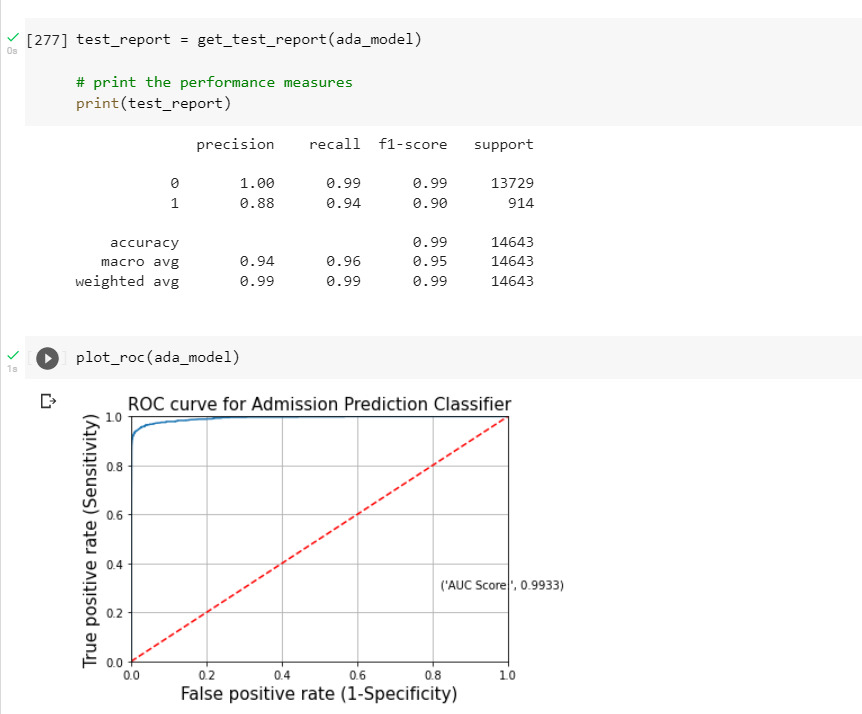 [277] test_report = get_test_report(ada_model)
0s
# print the performance measures
print(test_report)
precision recall f1-score support
0 1.00 0.99 0.99 13729
1 0.88 0.94 0.90 914
accuracy 0.99 14643
macro avg 0.94 0.96 0.95 14643
weighted avg 0.99 0.99 0.99 14643
plot_roc(ada_model)
1s
ROC curve for Admission Prediction Classifier
True positive rate (Sensitivity)
1.0
0.8
0.6
0.4
0.2
0.0
('AUC Score:', 0.9933)
0.0 0.2 0.4 0.6 0.8 1.0
False positive rate (1-Specificity)